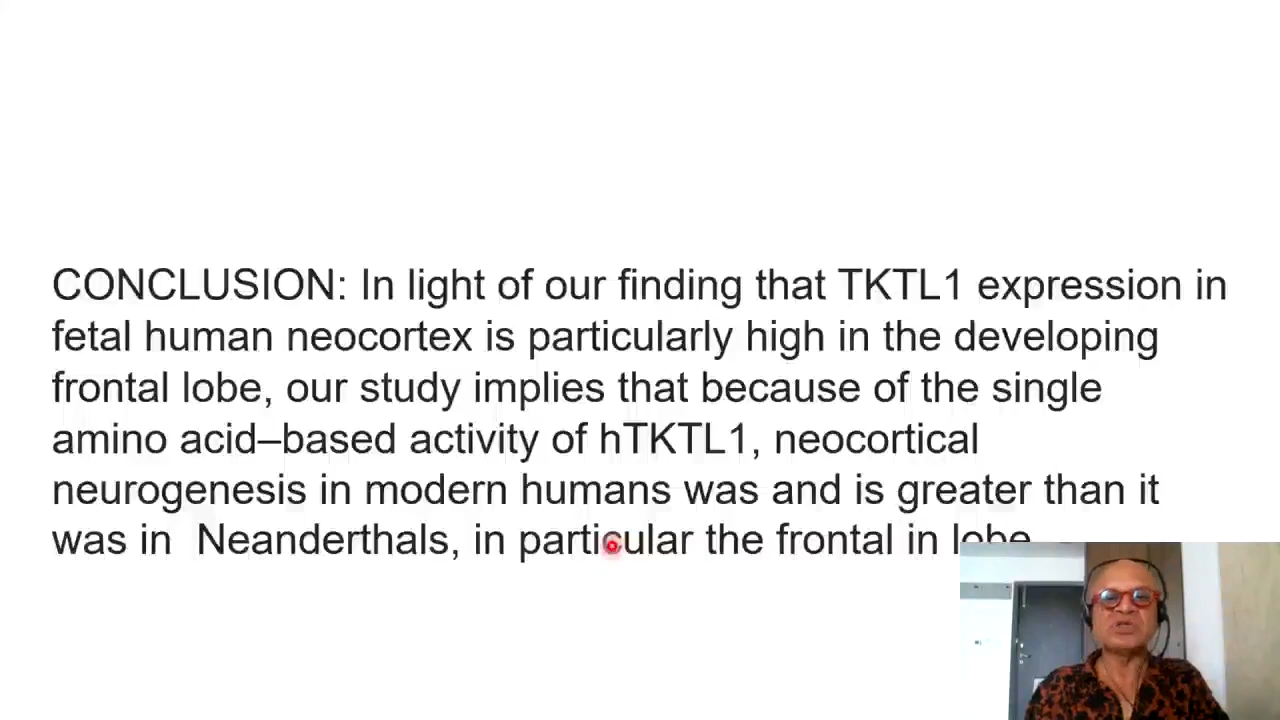 CONCLUSION: In light of our finding that TKTL1 expression in
fetal human neocortex is particularly high in the developing
frontal lobe, our study implies that because of the single
amino acid–based activity of hTKTL1, neocortical
neurogenesis in modern humans was and is greater than it
was in Neanderthals, in particular the frontal in lobe